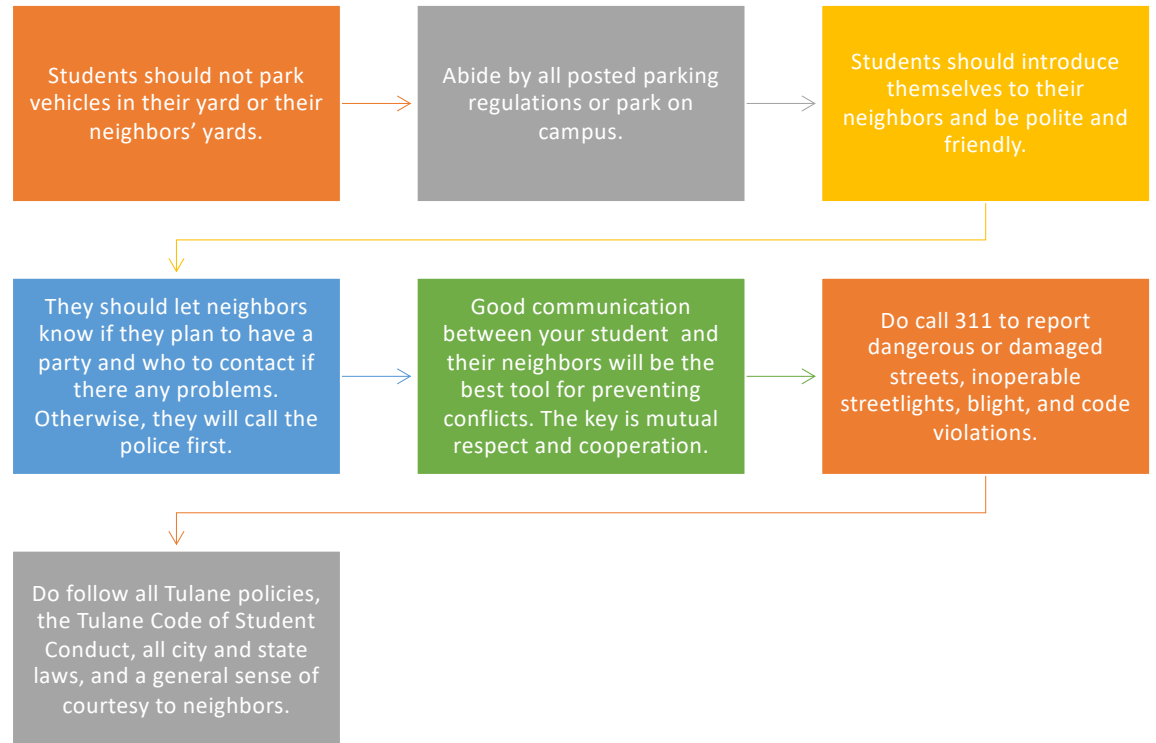 Students should not park
vehicles in their yard or their
neighbors’ yards.
Abide by all posted parking
regulations or park on
campus.
Students should introduce
themselves to their
neighbors and be polite and
friendly.
They should let neighbors
know if they plan to have a
party and who to contact if
there any problems.
Otherwise, they will call the
police first.
Good communication
between your student and
their neighbors will be the
best tool for preventing
conflicts. The key is mutual
respect and cooperation.
Do call 311 to report
dangerous or damaged
streets, inoperable
streetlights, blight, and code
violations.
Do follow all Tulane policies,
the Tulane Code of Student
Conduct, all city and state
laws, and a general sense of
courtesy to neighbors.